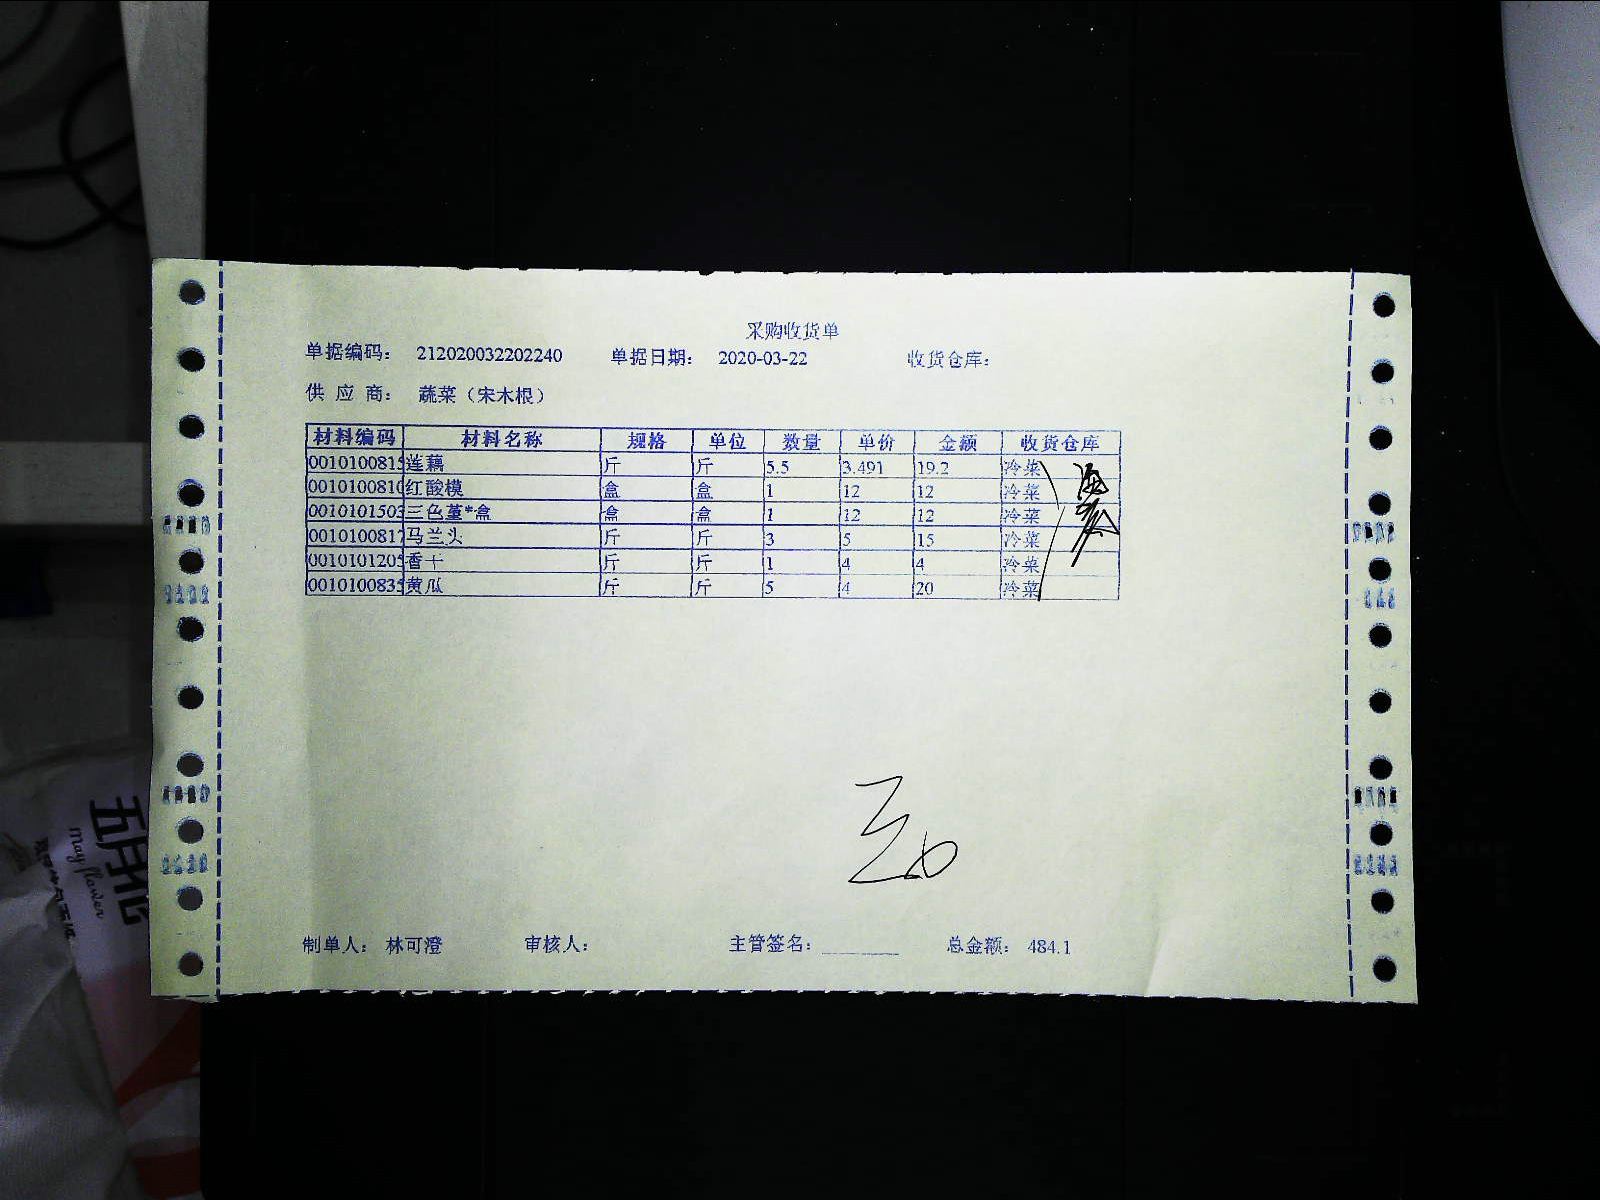 采购收货单
单据编码： 212020032202240 单据日期： 2020-03-22 收货仓库：
供 应 商： 蔬菜（宋木根）
材料编码 材料名称 规格 单位 数量 单价 金额 收货仓库
0010100815 莲藕 斤 斤 5.5 3.491 19.2 冷菜
0010100810 红酸模 盒 盒 1 12 12 冷菜
0010101503 三色堇*盒 盒 盒 1 12 12 冷菜
0010100817 马兰头 斤 斤 3 5 15 冷菜
0010101205 香干 斤 斤 1 4 4 冷菜
0010100835 黄瓜 斤 斤 5 4 20 冷菜
制单人： 林可澄 审核人： 主管签名： 总金额： 484.1
五月花
mayflower